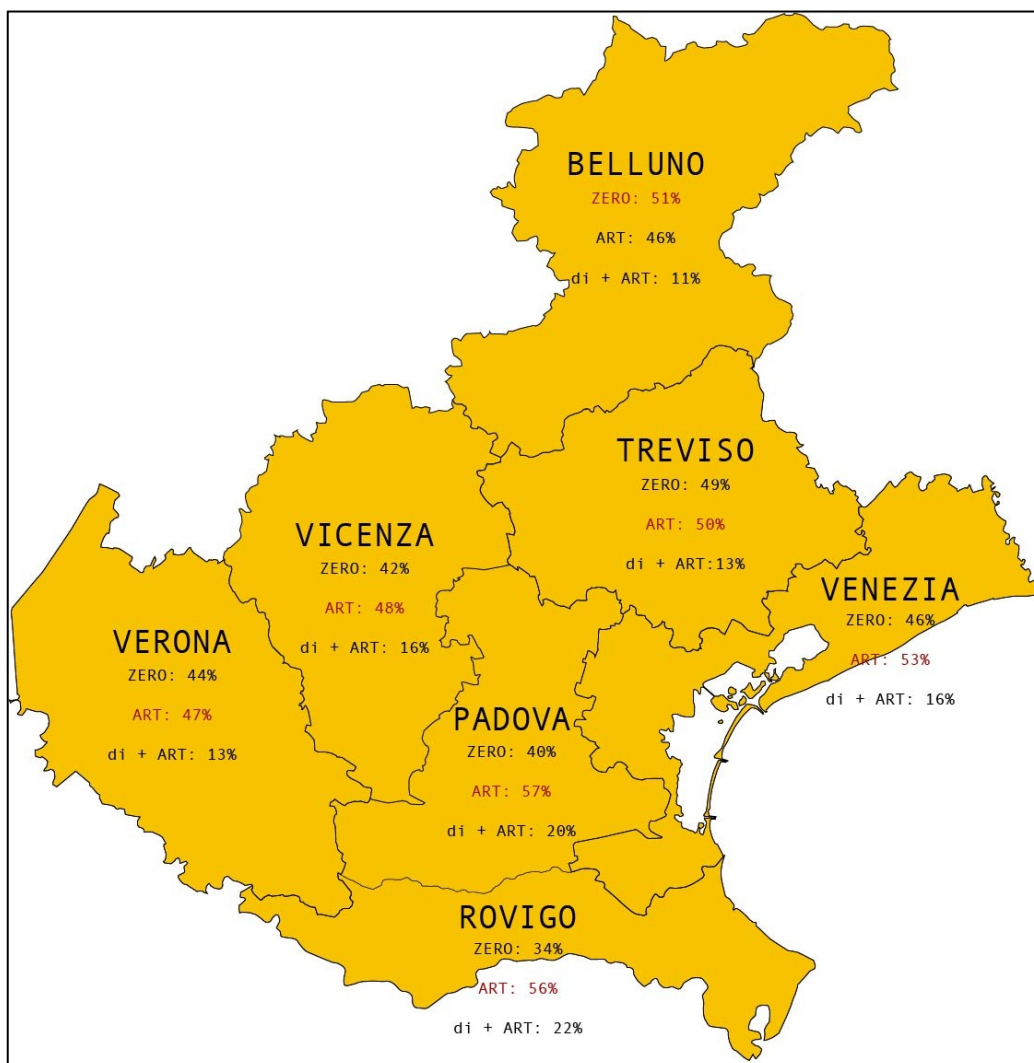 BELLUNO
ZERO: 51%
ART: 46%
di + ART: 11%
TREVISO
ZERO: 49%
ART: 50%
di + ART:13%
VICENZA
ZERO: 42%
ART: 48%
di + ART: 16%
VENEZIA
ZERO: 46%
ART: 53%
di + ART: 16%
VERONA
ZERO: 44%
ART: 47%
di + ART: 13%
PADOVA
ZERO: 40%
ART: 57%
di + ART: 20%
ROVIGO
ZERO: 34%
ART: 56%
di + ART: 22%